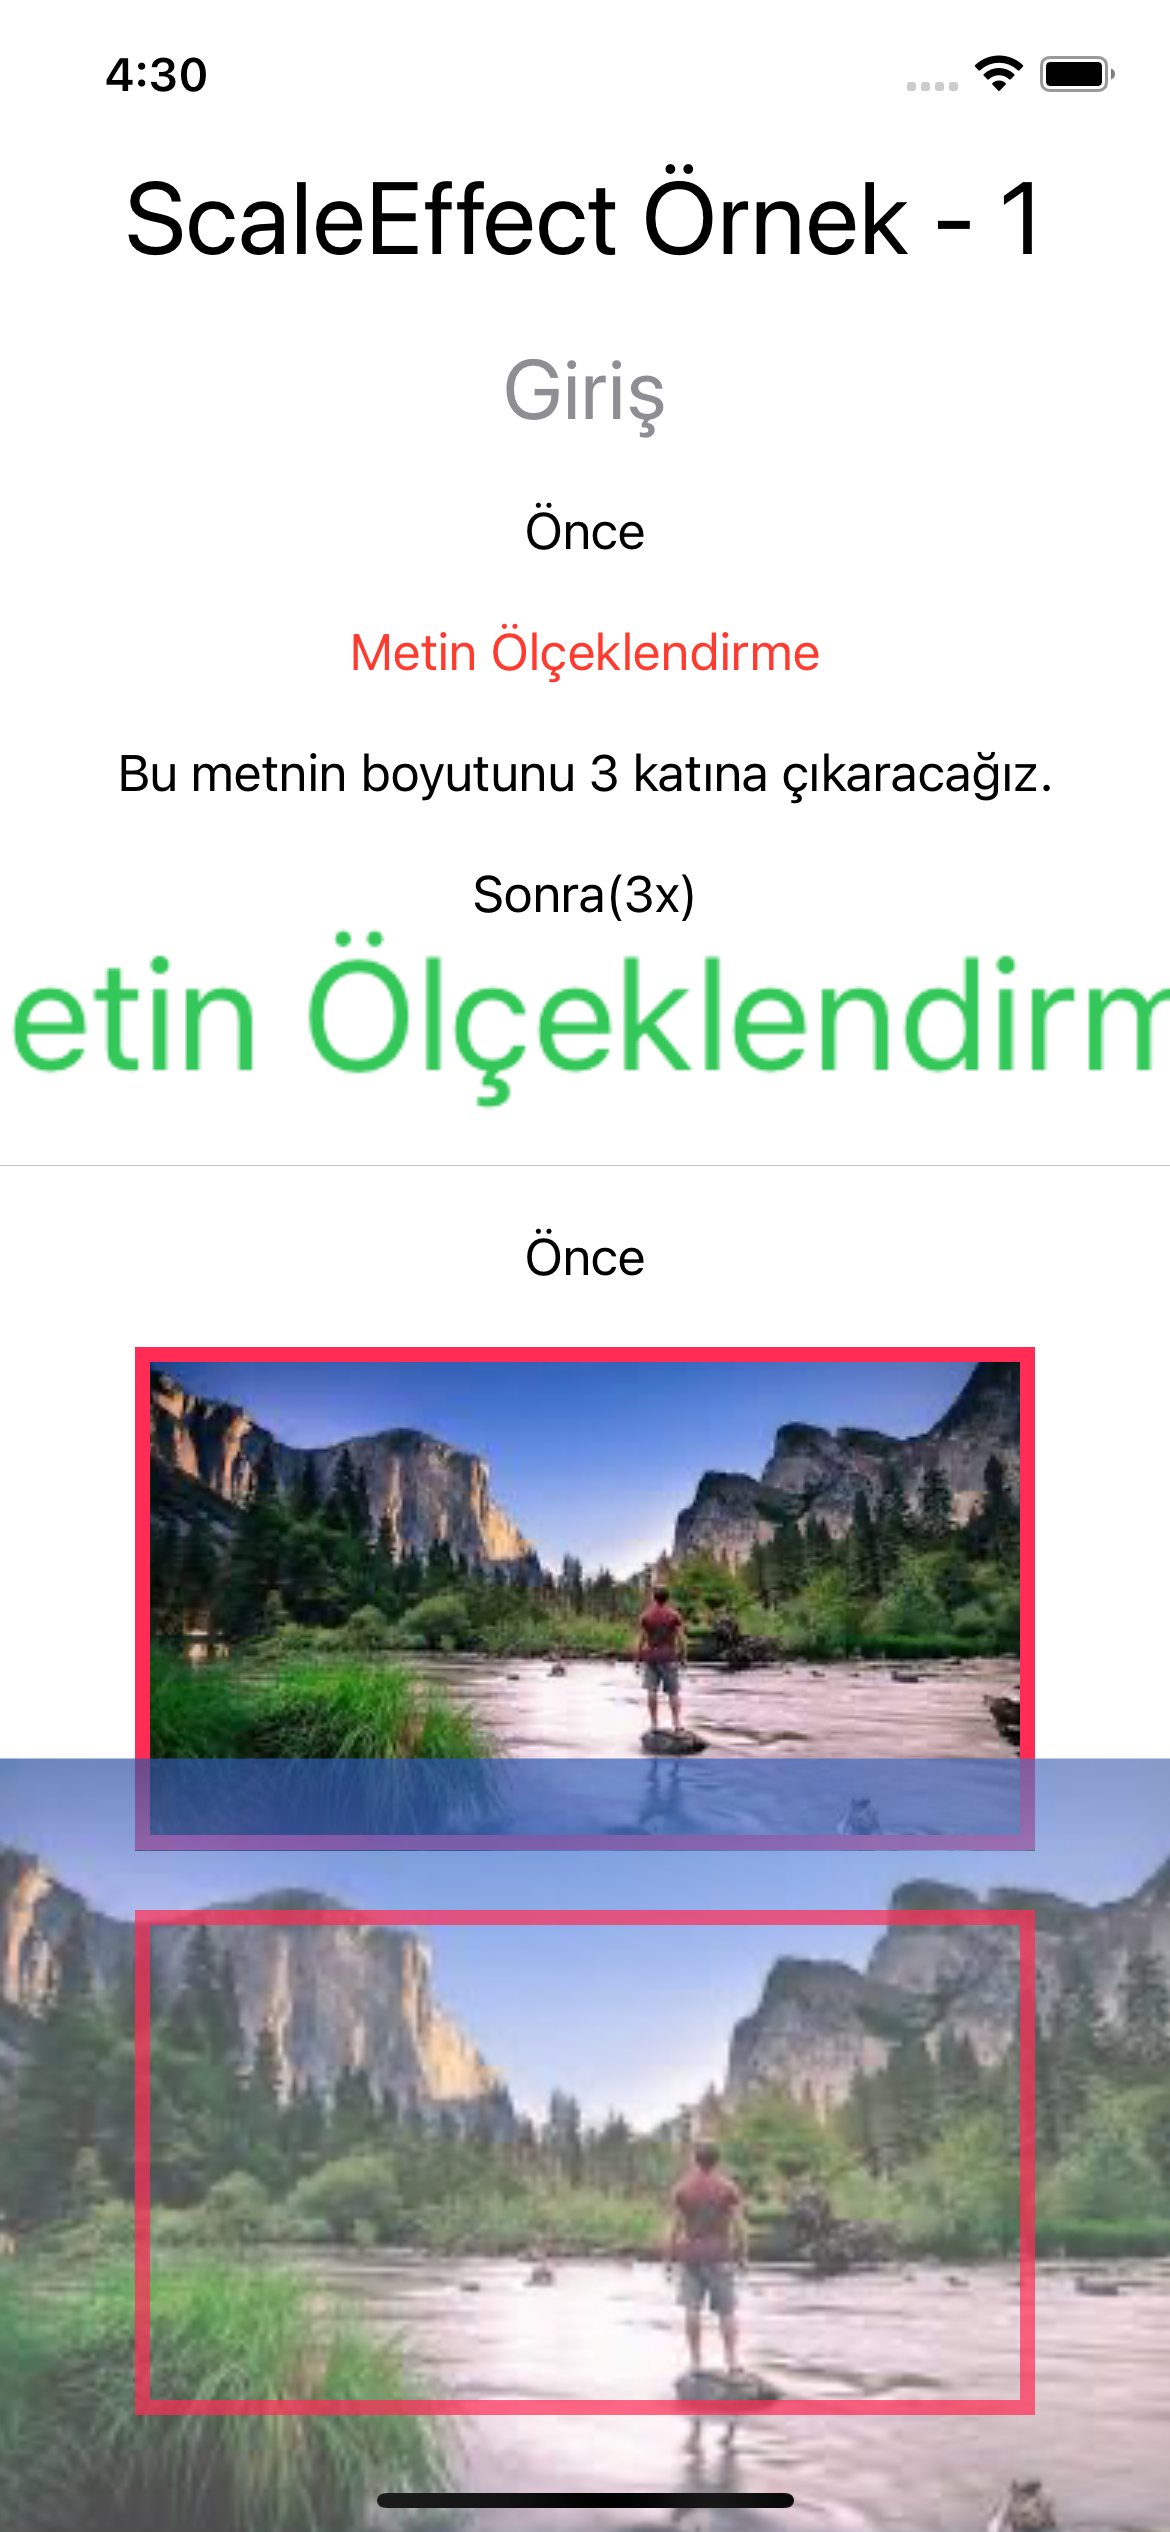 4:30
ScaleEffect Örnek - 1
Giriş
Önce
Metin Ölçeklendirme
Bu metnin boyutunu 3 katına çıkaracağız.
Sonra(3x)
etin Ölçeklendirm
Önce